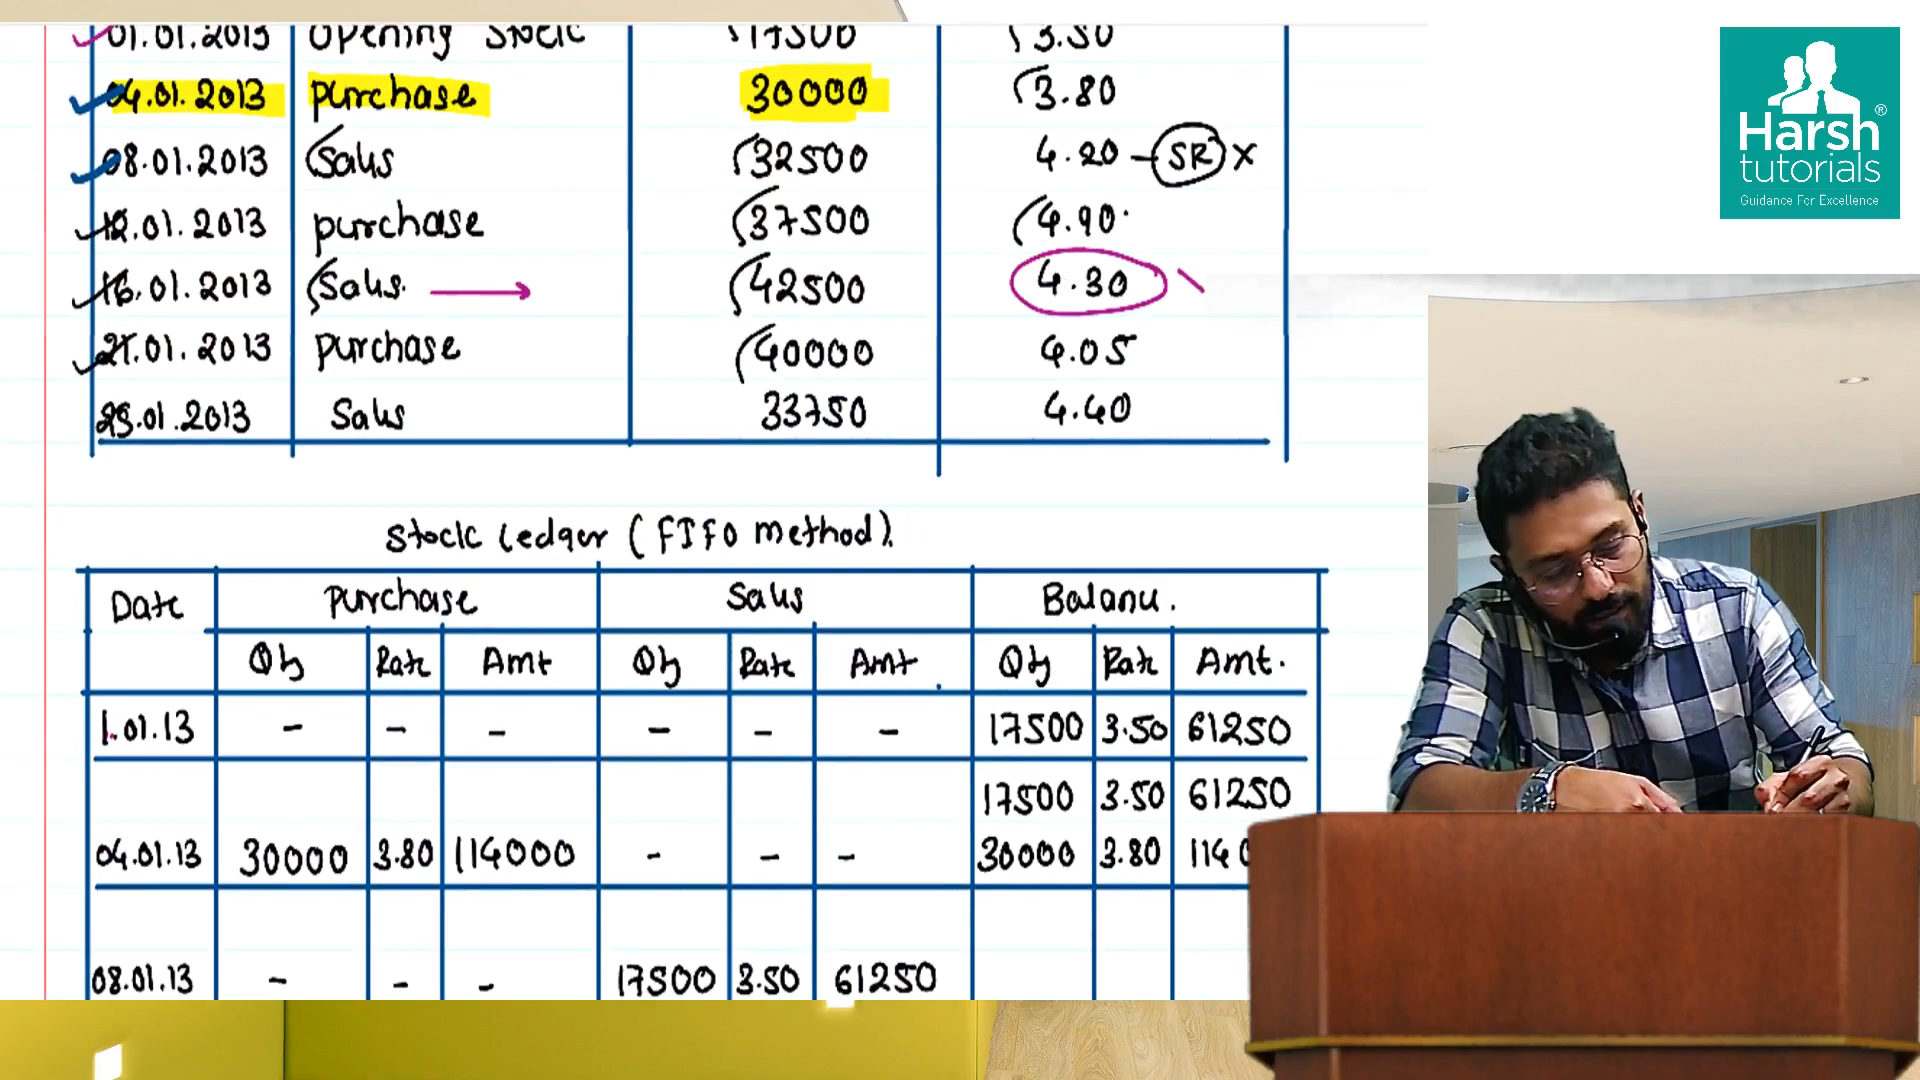 01.01.2013 Opening Stock 17500 3.50
04.01.2013 purchase 30000 3.80
08.01.2013 Sales 32500 4.20 – SR x
12.01.2013 purchase 37500 4.90
16.01.2013 Sales. → 42500 4.30
21.01.2013 purchase 40000 4.05
25.01.2013 Sales 33750 4.40
Stock Ledger (FIFO method).
Date Purchase Sales Balance.
Qty Rate Amt Qty Rate Amt Qty Rate Amt.
1.01.13 - - - - - - 17500 3.50 61250
17500 3.50 61250
04.01.13 30000 3.80 114000 - - - 30000 3.80 114
08.01.13 - - - 17500 3.50 61250
Harsh®
tutorials
Guidance For Excellence